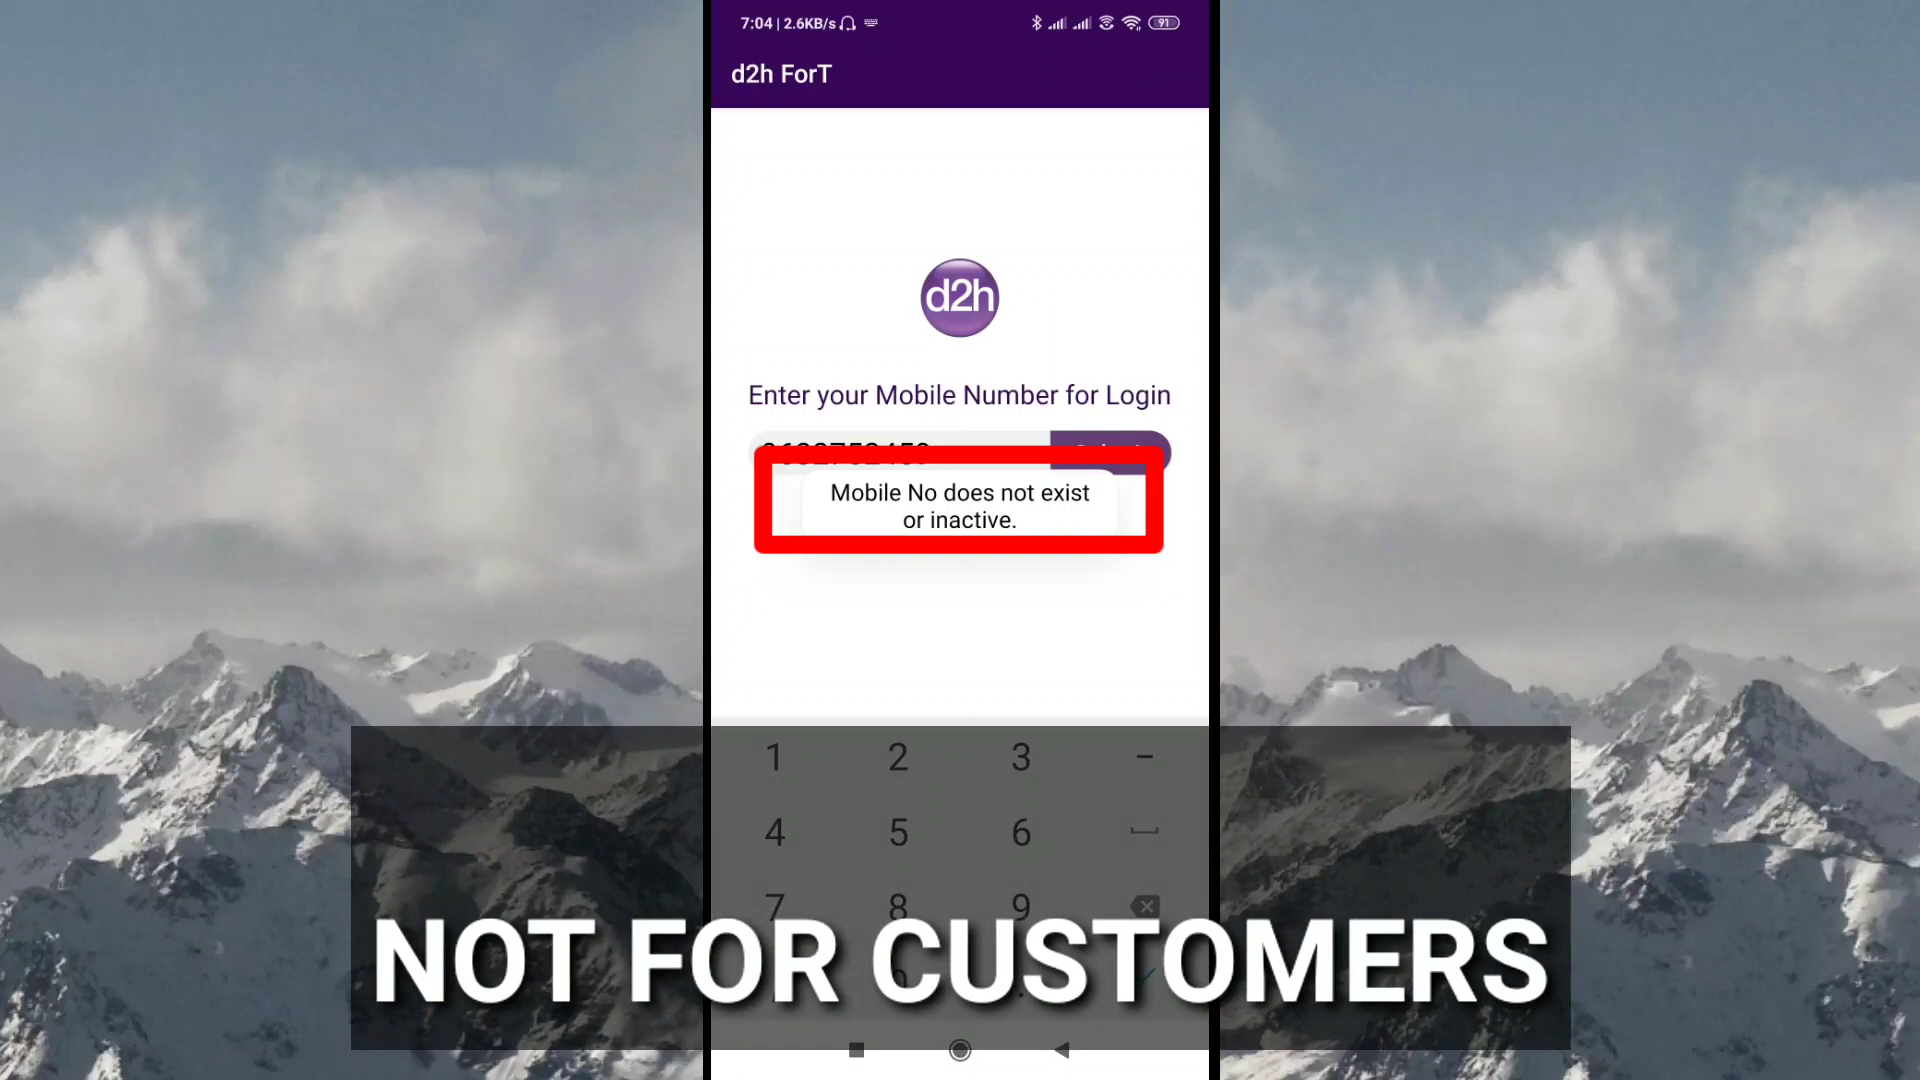 7:04 | 2.6KB/s
91
d2h ForT
d2h
Enter your Mobile Number for Login
Mobile No does not exist
or inactive.
1 2 3 –
4 5 6
7 8 9
NOT FOR CUSTOMERS